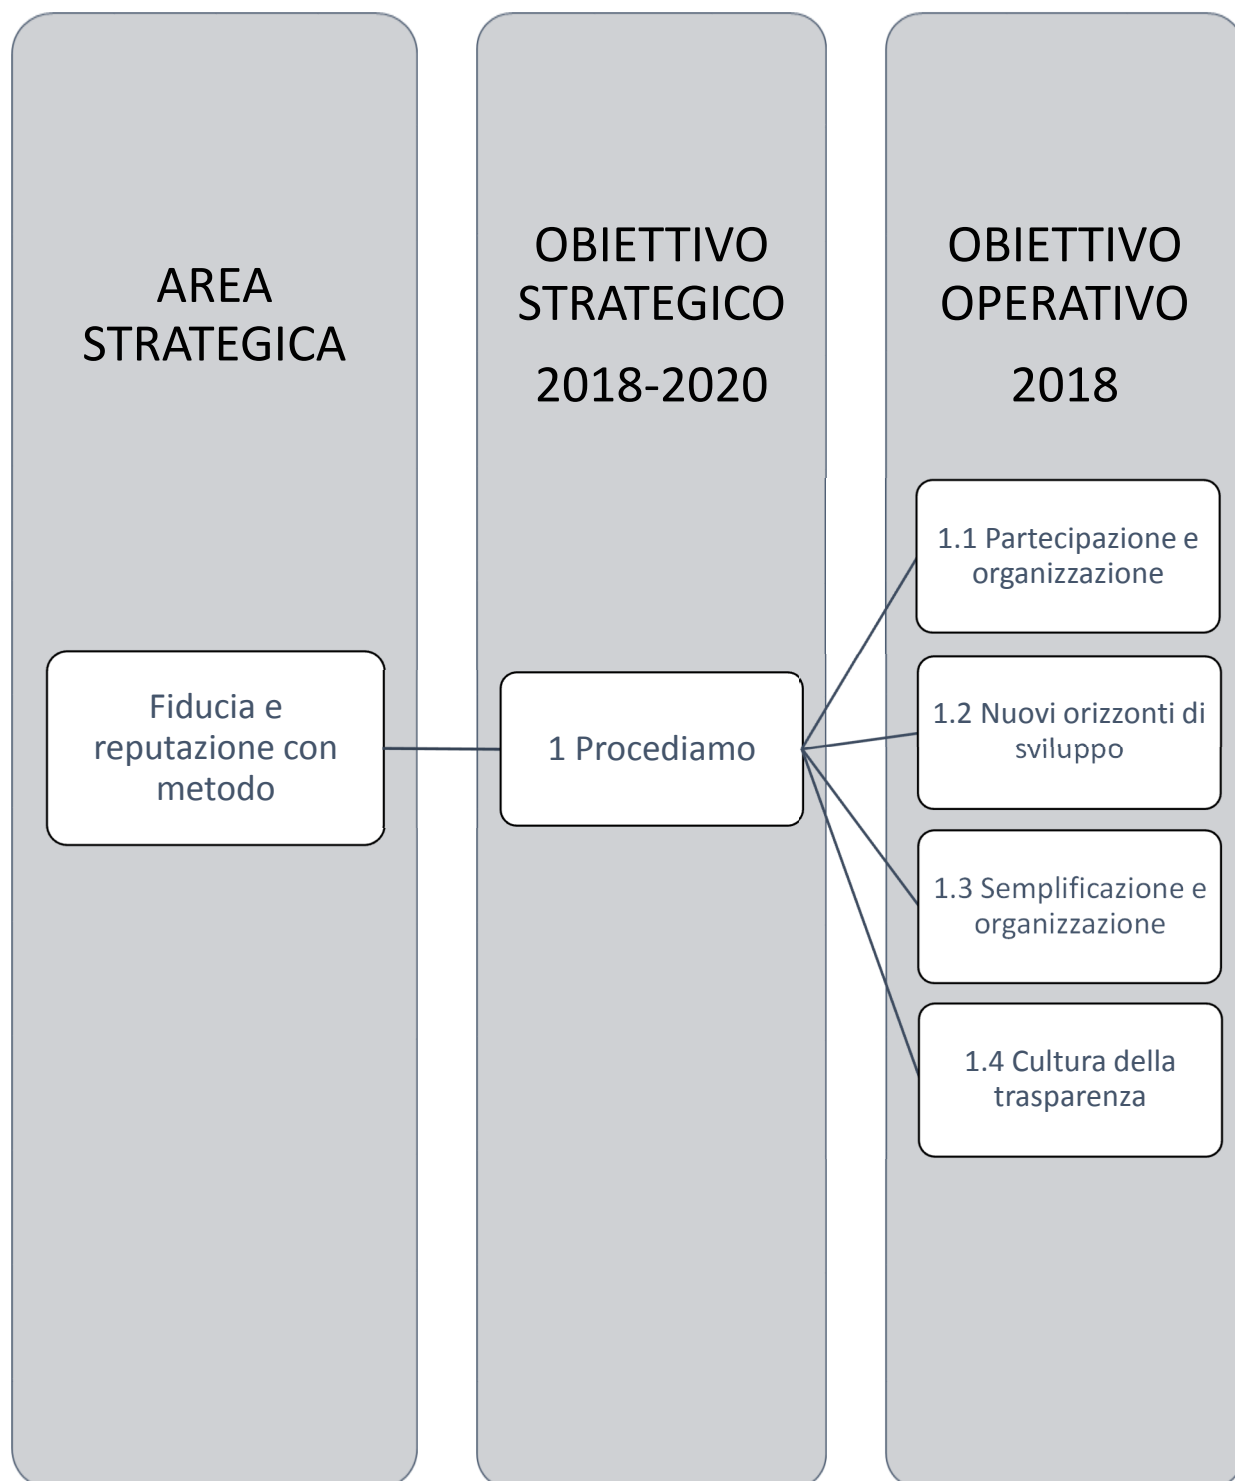 AREA
STRATEGICA
OBIETTIVO
STRATEGICO
2018-2020
OBIETTIVO
OPERATIVO
2018
Fiducia e
reputazione con
metodo
1 Procediamo
1.1 Partecipazione e
organizzazione
1.2 Nuovi orizzonti di
sviluppo
1.3 Semplificazione e
organizzazione
1.4 Cultura della
trasparenza